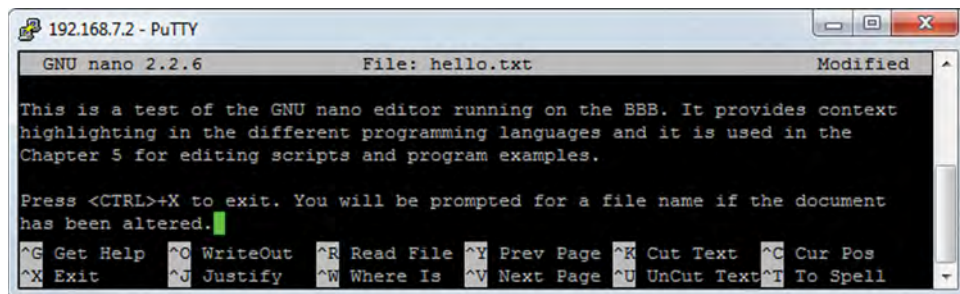 192.168.7.2 - PuTTY
GNU nano 2.2.6 File: hello.txt Modified
This is a test of the GNU nano editor running on the BBB. It provides context
highlighting in the different programming languages and it is used in the
Chapter 5 for editing scripts and program examples.
Press <CTRL>+X to exit. You will be prompted for a file name if the document
has been altered.
^G Get Help ^O WriteOut ^R Read File ^Y Prev Page ^K Cut Text ^C Cur Pos
^X Exit ^J Justify ^W Where Is ^V Next Page ^U UnCut Text ^T To Spell